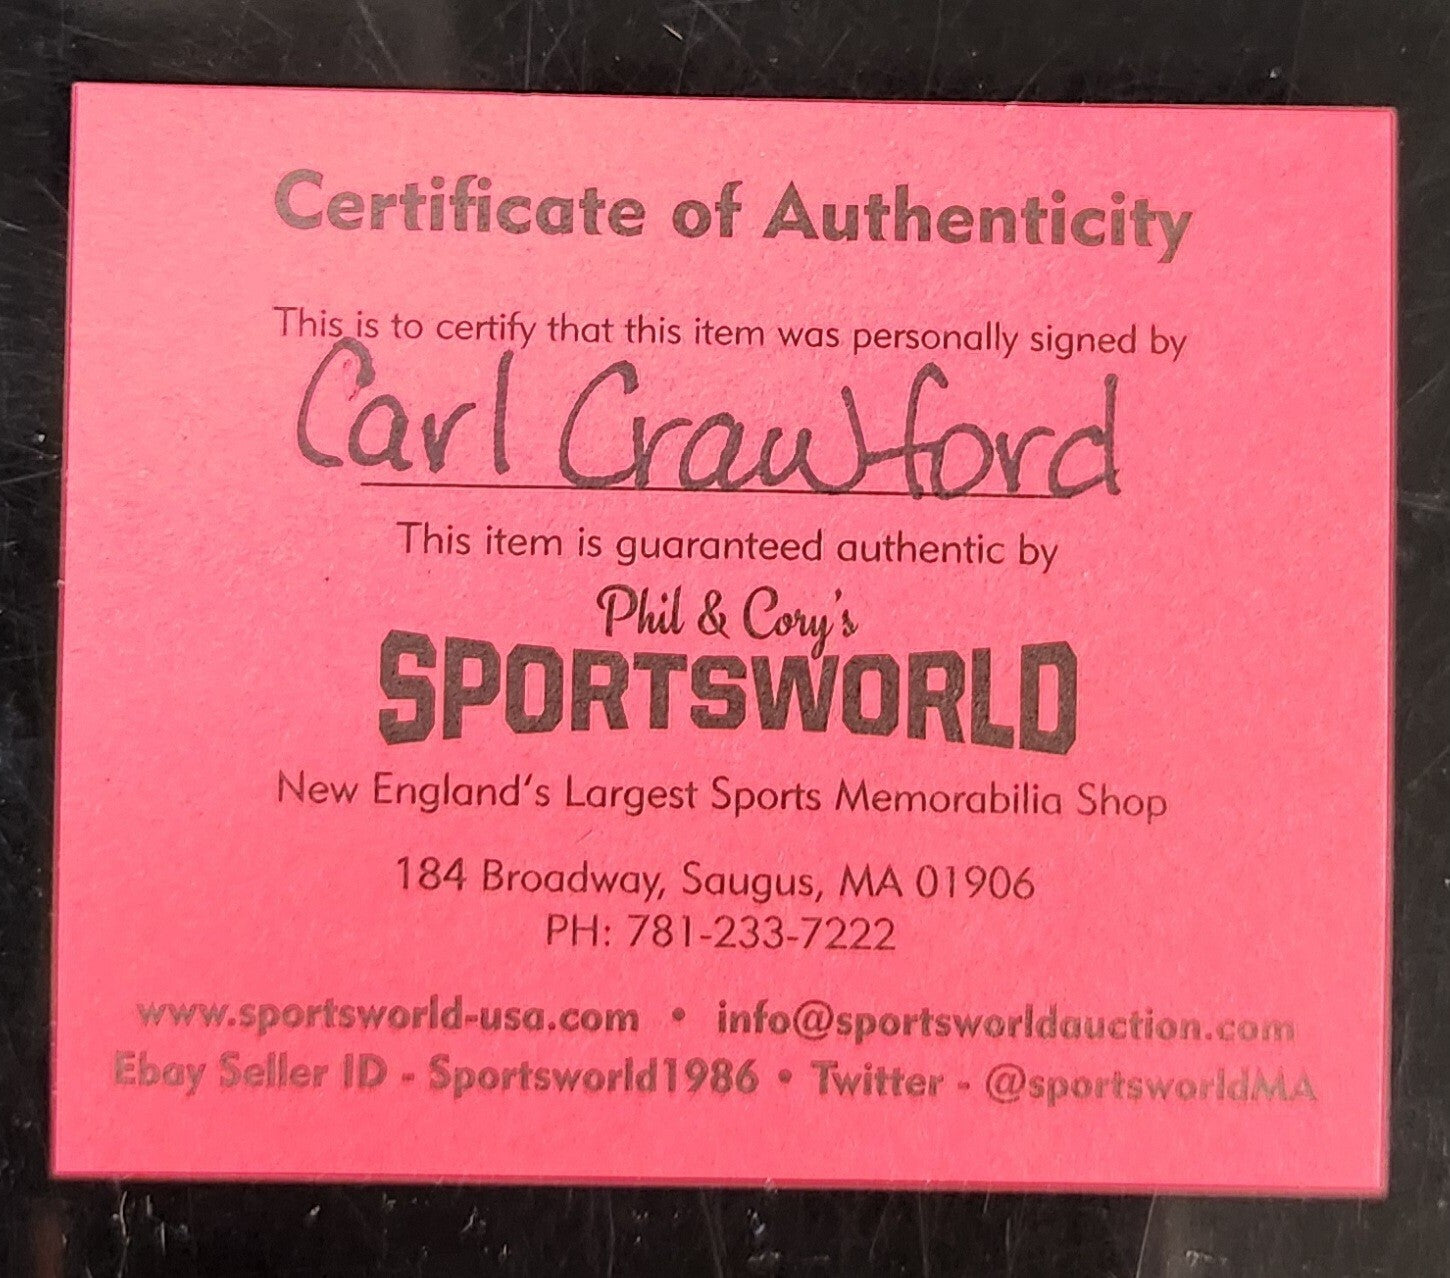 Certificate of Authenticity
This is to certify that this item was personally signed by
Carl Crawford
This item is guaranteed authentic by
Phil & Cory's
SPORTSWORLD
New England's Largest Sports Memorabilia Shop
184 Broadway, Saugus, MA 01906
PH: 781-233-7222
www.sportsworld-usa.com • info@sportsworldauction.com
Ebay Seller ID - Sportsworld1986 • Twitter - @sportsworldMA